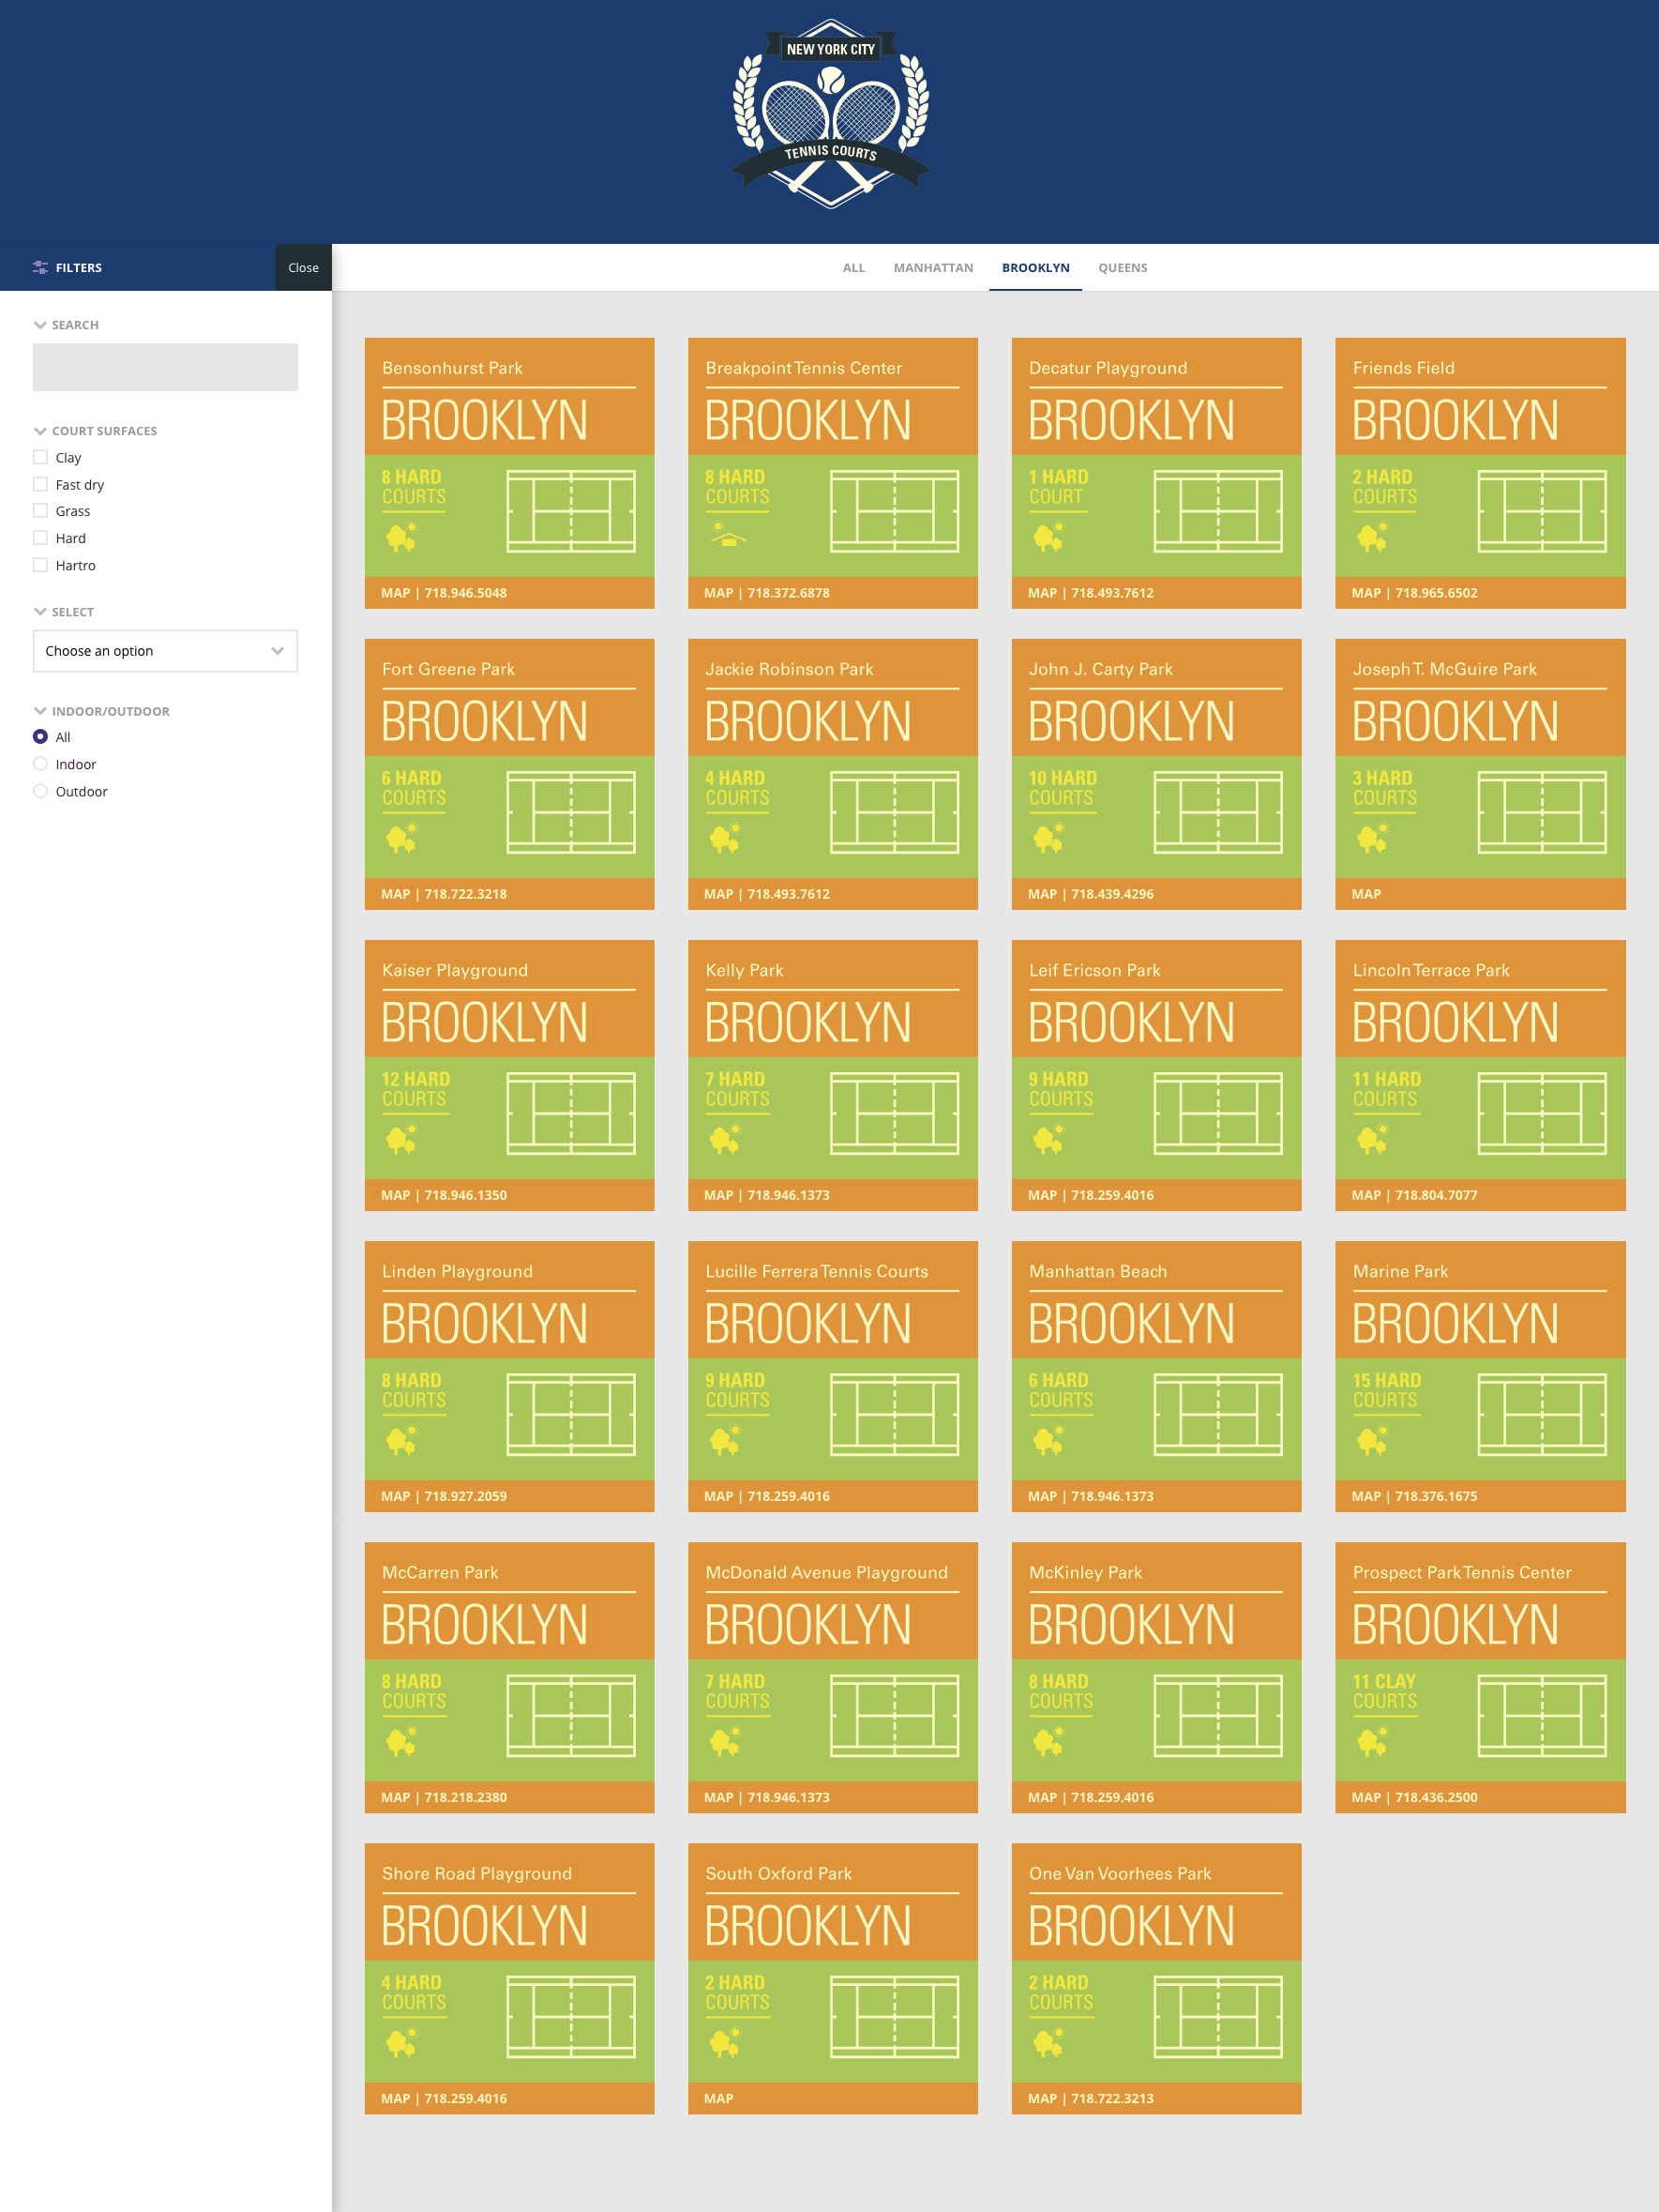 NEW YORK CITY
TENNIS COURTS
FILTERS
Close
ALL
MANHATTAN
BROOKLYN
QUEENS
SEARCH
COURT SURFACES
Clay
Fast dry
Grass
Hard
Hartro
SELECT
Choose an option
INDOOR/OUTDOOR
All
Indoor
Outdoor
Bensonhurst Park
BROOKLYN
8 HARD
COURTS
MAP | 718.946.5048
Breakpoint Tennis Center
BROOKLYN
8 HARD
COURTS
MAP | 718.372.6878
Decatur Playground
BROOKLYN
1 HARD
COURT
MAP | 718.493.7612
Friends Field
BROOKLYN
2 HARD
COURTS
MAP | 718.965.6502
Fort Greene Park
BROOKLYN
6 HARD
COURTS
MAP | 718.722.3218
Jackie Robinson Park
BROOKLYN
4 HARD
COURTS
MAP | 718.493.7612
John J. Carty Park
BROOKLYN
10 HARD
COURTS
MAP | 718.439.4296
Joseph T. McGuire Park
BROOKLYN
3 HARD
COURTS
MAP
Kaiser Playground
BROOKLYN
12 HARD
COURTS
MAP | 718.946.1350
Kelly Park
BROOKLYN
7 HARD
COURTS
MAP | 718.946.1373
Leif Ericson Park
BROOKLYN
9 HARD
COURTS
MAP | 718.259.4016
Lincoln Terrace Park
BROOKLYN
11 HARD
COURTS
MAP | 718.804.7077
Linden Playground
BROOKLYN
8 HARD
COURTS
MAP | 718.927.2059
Lucille Ferrera Tennis Courts
BROOKLYN
9 HARD
COURTS
MAP | 718.259.4016
Manhattan Beach
BROOKLYN
6 HARD
COURTS
MAP | 718.946.1373
Marine Park
BROOKLYN
15 HARD
COURTS
MAP | 718.376.1675
McCarren Park
BROOKLYN
8 HARD
COURTS
MAP | 718.218.2380
McDonald Avenue Playground
BROOKLYN
7 HARD
COURTS
MAP | 718.946.1373
McKinley Park
BROOKLYN
8 HARD
COURTS
MAP | 718.259.4016
Prospect Park Tennis Center
BROOKLYN
11 CLAY
COURTS
MAP | 718.436.2500
Shore Road Playground
BROOKLYN
4 HARD
COURTS
MAP | 718.259.4016
South Oxford Park
BROOKLYN
2 HARD
COURTS
MAP
One Van Voorhees Park
BROOKLYN
2 HARD
COURTS
MAP | 718.722.3213